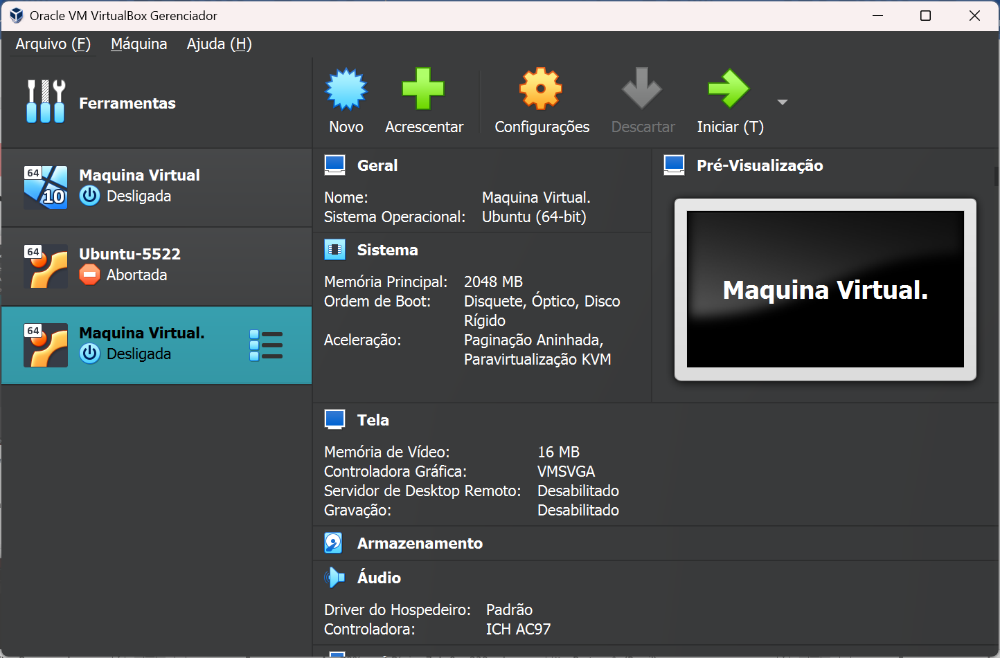 Oracle VM VirtualBox Gerenciador
Arquivo (F) Máquina Ajuda (H)
Ferramentas
Novo Acrescentar Configurações Descartar Iniciar (T)
64
10
Maquina Virtual
Desligada
64
Ubuntu-5522
Abortada
64
Maquina Virtual.
Desligada
Geral
Nome: Maquina Virtual.
Sistema Operacional: Ubuntu (64-bit)
Pré-Visualização
Maquina Virtual.
Sistema
Memória Principal: 2048 MB
Ordem de Boot: Disquete, Óptico, Disco
Rígido
Aceleração: Paginação Aninhada,
Paravirtualização KVM
Tela
Memória de Vídeo: 16 MB
Controladora Gráfica: VMSVGA
Servidor de Desktop Remoto: Desabilitado
Gravação: Desabilitado
Armazenamento
Áudio
Driver do Hospedeiro: Padrão
Controladora: ICH AC97